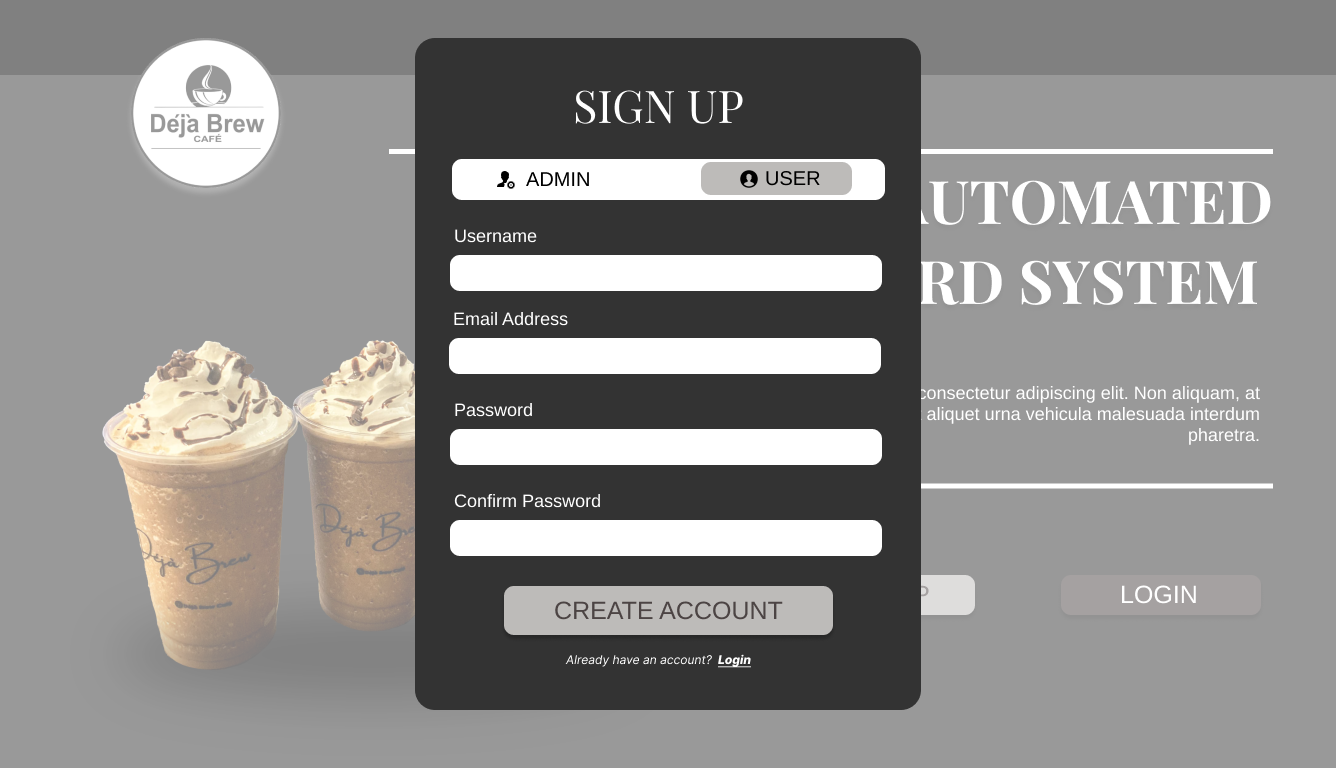 Déjà Brew
CAFÉ
SIGN UP
ADMIN
USER
Username
Email Address
Password
Confirm Password
CREATE ACCOUNT
Already have an account? Login
AUTOMATED
RD SYSTEM
consectetur adipiscing elit. Non aliquam, at
aliquet urna vehicula malesuada interdum
pharetra.
P
LOGIN
Déjà Brew
Déjà Bre